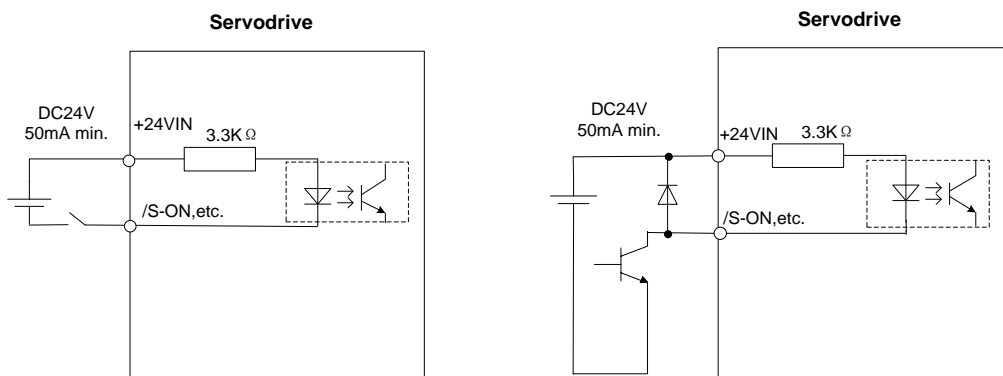 Servodrive
DC24V
50mA min.
+24VIN
3.3KΩ
/S-ON,etc.
Servodrive
DC24V
50mA min.
+24VIN
3.3KΩ
/S-ON,etc.